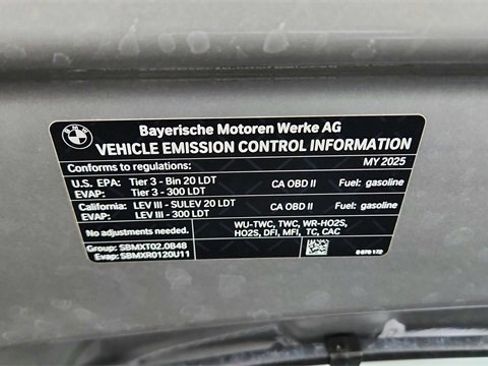 BMW
Bayerische Motoren Werke AG
VEHICLE EMISSION CONTROL INFORMATION
Conforms to regulations: MY 2025
U.S. EPA: Tier 3 - Bin 20 LDT CA OBD II Fuel: gasoline
EVAP: Tier 3 - 300 LDT
California: LEV III - SULEV 20 LDT CA OBD II Fuel: gasoline
EVAP: LEV III - 300 LDT
No adjustments needed. WU-TWC, TWC, WR-HO2S,
HO2S, DFI, MFI, TC, CAC
Group: SBMXT02.0B48
Evap: SBMXR0120U11